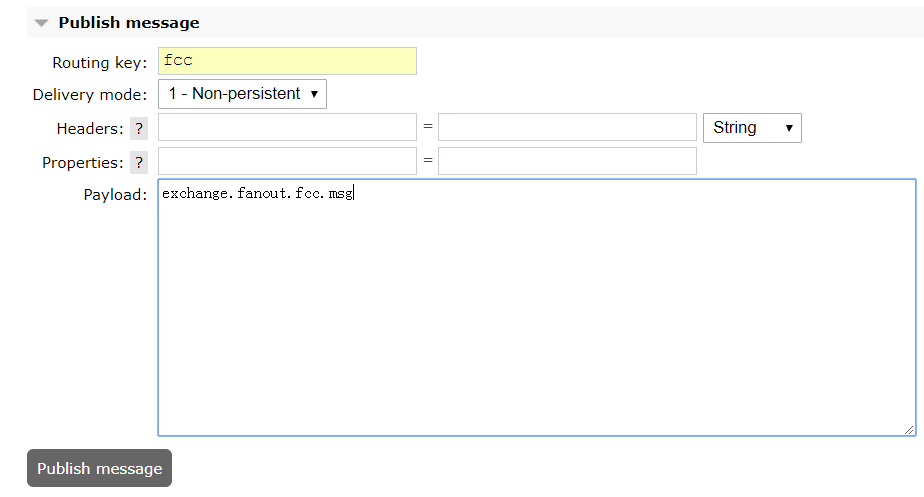 Publish message
Routing key: fcc
Delivery mode: 1 - Non-persistent
Headers: ? = String
Properties: ? =
Payload: exchange.fanout.fcc.msg
Publish message